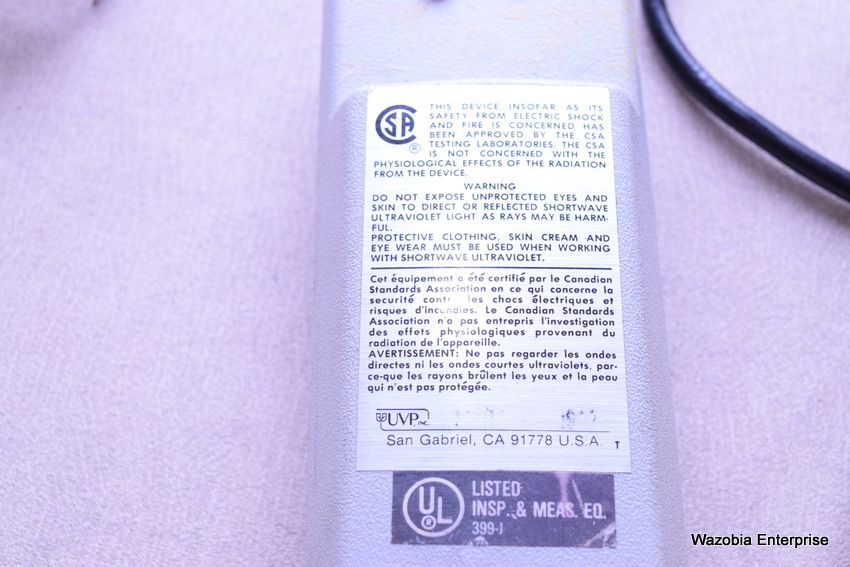 CSA
®
THIS DEVICE INSOFAR AS ITS
SAFETY FROM ELECTRIC SHOCK
AND FIRE IS CONCERNED HAS
BEEN APPROVED BY THE CSA
TESTING LABORATORIES. THE CSA
IS NOT CONCERNED WITH THE
PHYSIOLOGICAL EFFECTS OF THE RADIATION
FROM THE DEVICE.
WARNING
DO NOT EXPOSE UNPROTECTED EYES AND
SKIN TO DIRECT OR REFLECTED SHORTWAVE
ULTRAVIOLET LIGHT AS RAYS MAY BE HARM-
FUL.
PROTECTIVE CLOTHING, SKIN CREAM AND
EYE WEAR MUST BE USED WHEN WORKING
WITH SHORTWAVE ULTRAVIOLET.
Cet équipement a été certifié par le Canadian
Standards Association en ce qui concerne la
securité les chocs électriques et
risques d'incendies. Le Canadian Standards
Association n'a pas entrepris l'investigation
des effets physiologiques provenant du
radiation de l'appareille.
AVERTISSEMENT: Ne pas regarder les ondes
directes ni les ondes courtes ultraviolets, par-
ce-que les rayons brûlent les yeux et la peau
qui n'est pas protégée.
UVP, INC.
San Gabriel, CA 91778 U.S.A. T
UL
®
LISTED
INSP. & MEAS. EQ.
399-J
Wazobia Enterprise